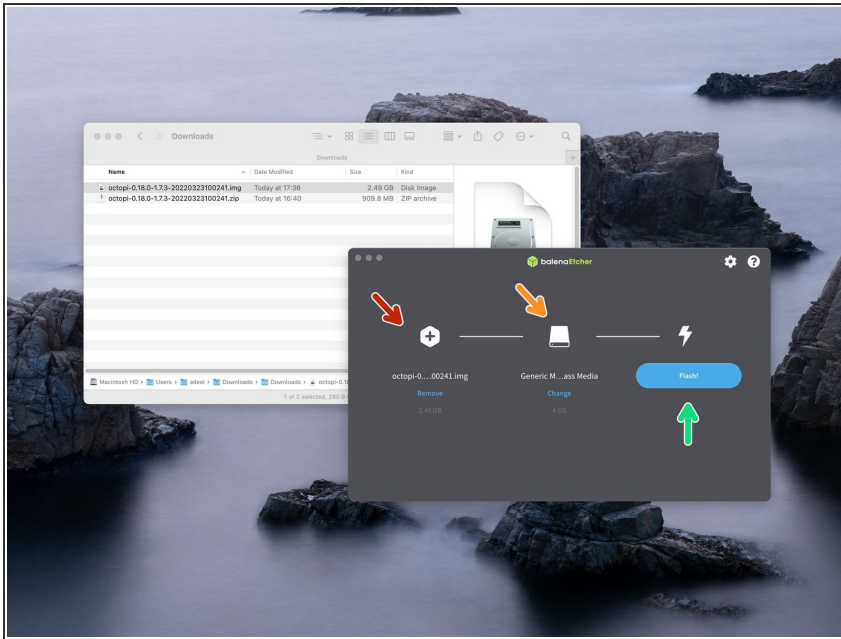 Downloads
Downloads
Name Date Modified Size Kind
octopi-0.18.0-1.7.3-20220323100241.img Today at 17:36 2.49 GB Disk Image
octopi-0.18.0-1.7.3-20220323100241.zip Today at 16:40 909.8 MB ZIP archive
Macintosh HD › Users › adeel › Downloads › Downloads › octopi-0.18
1 of 2 selected, 280.9
balenaEtcher
octopi-0....00241.img Generic M...ass Media Flash!
Remove Change
2.49 GB 4 GB